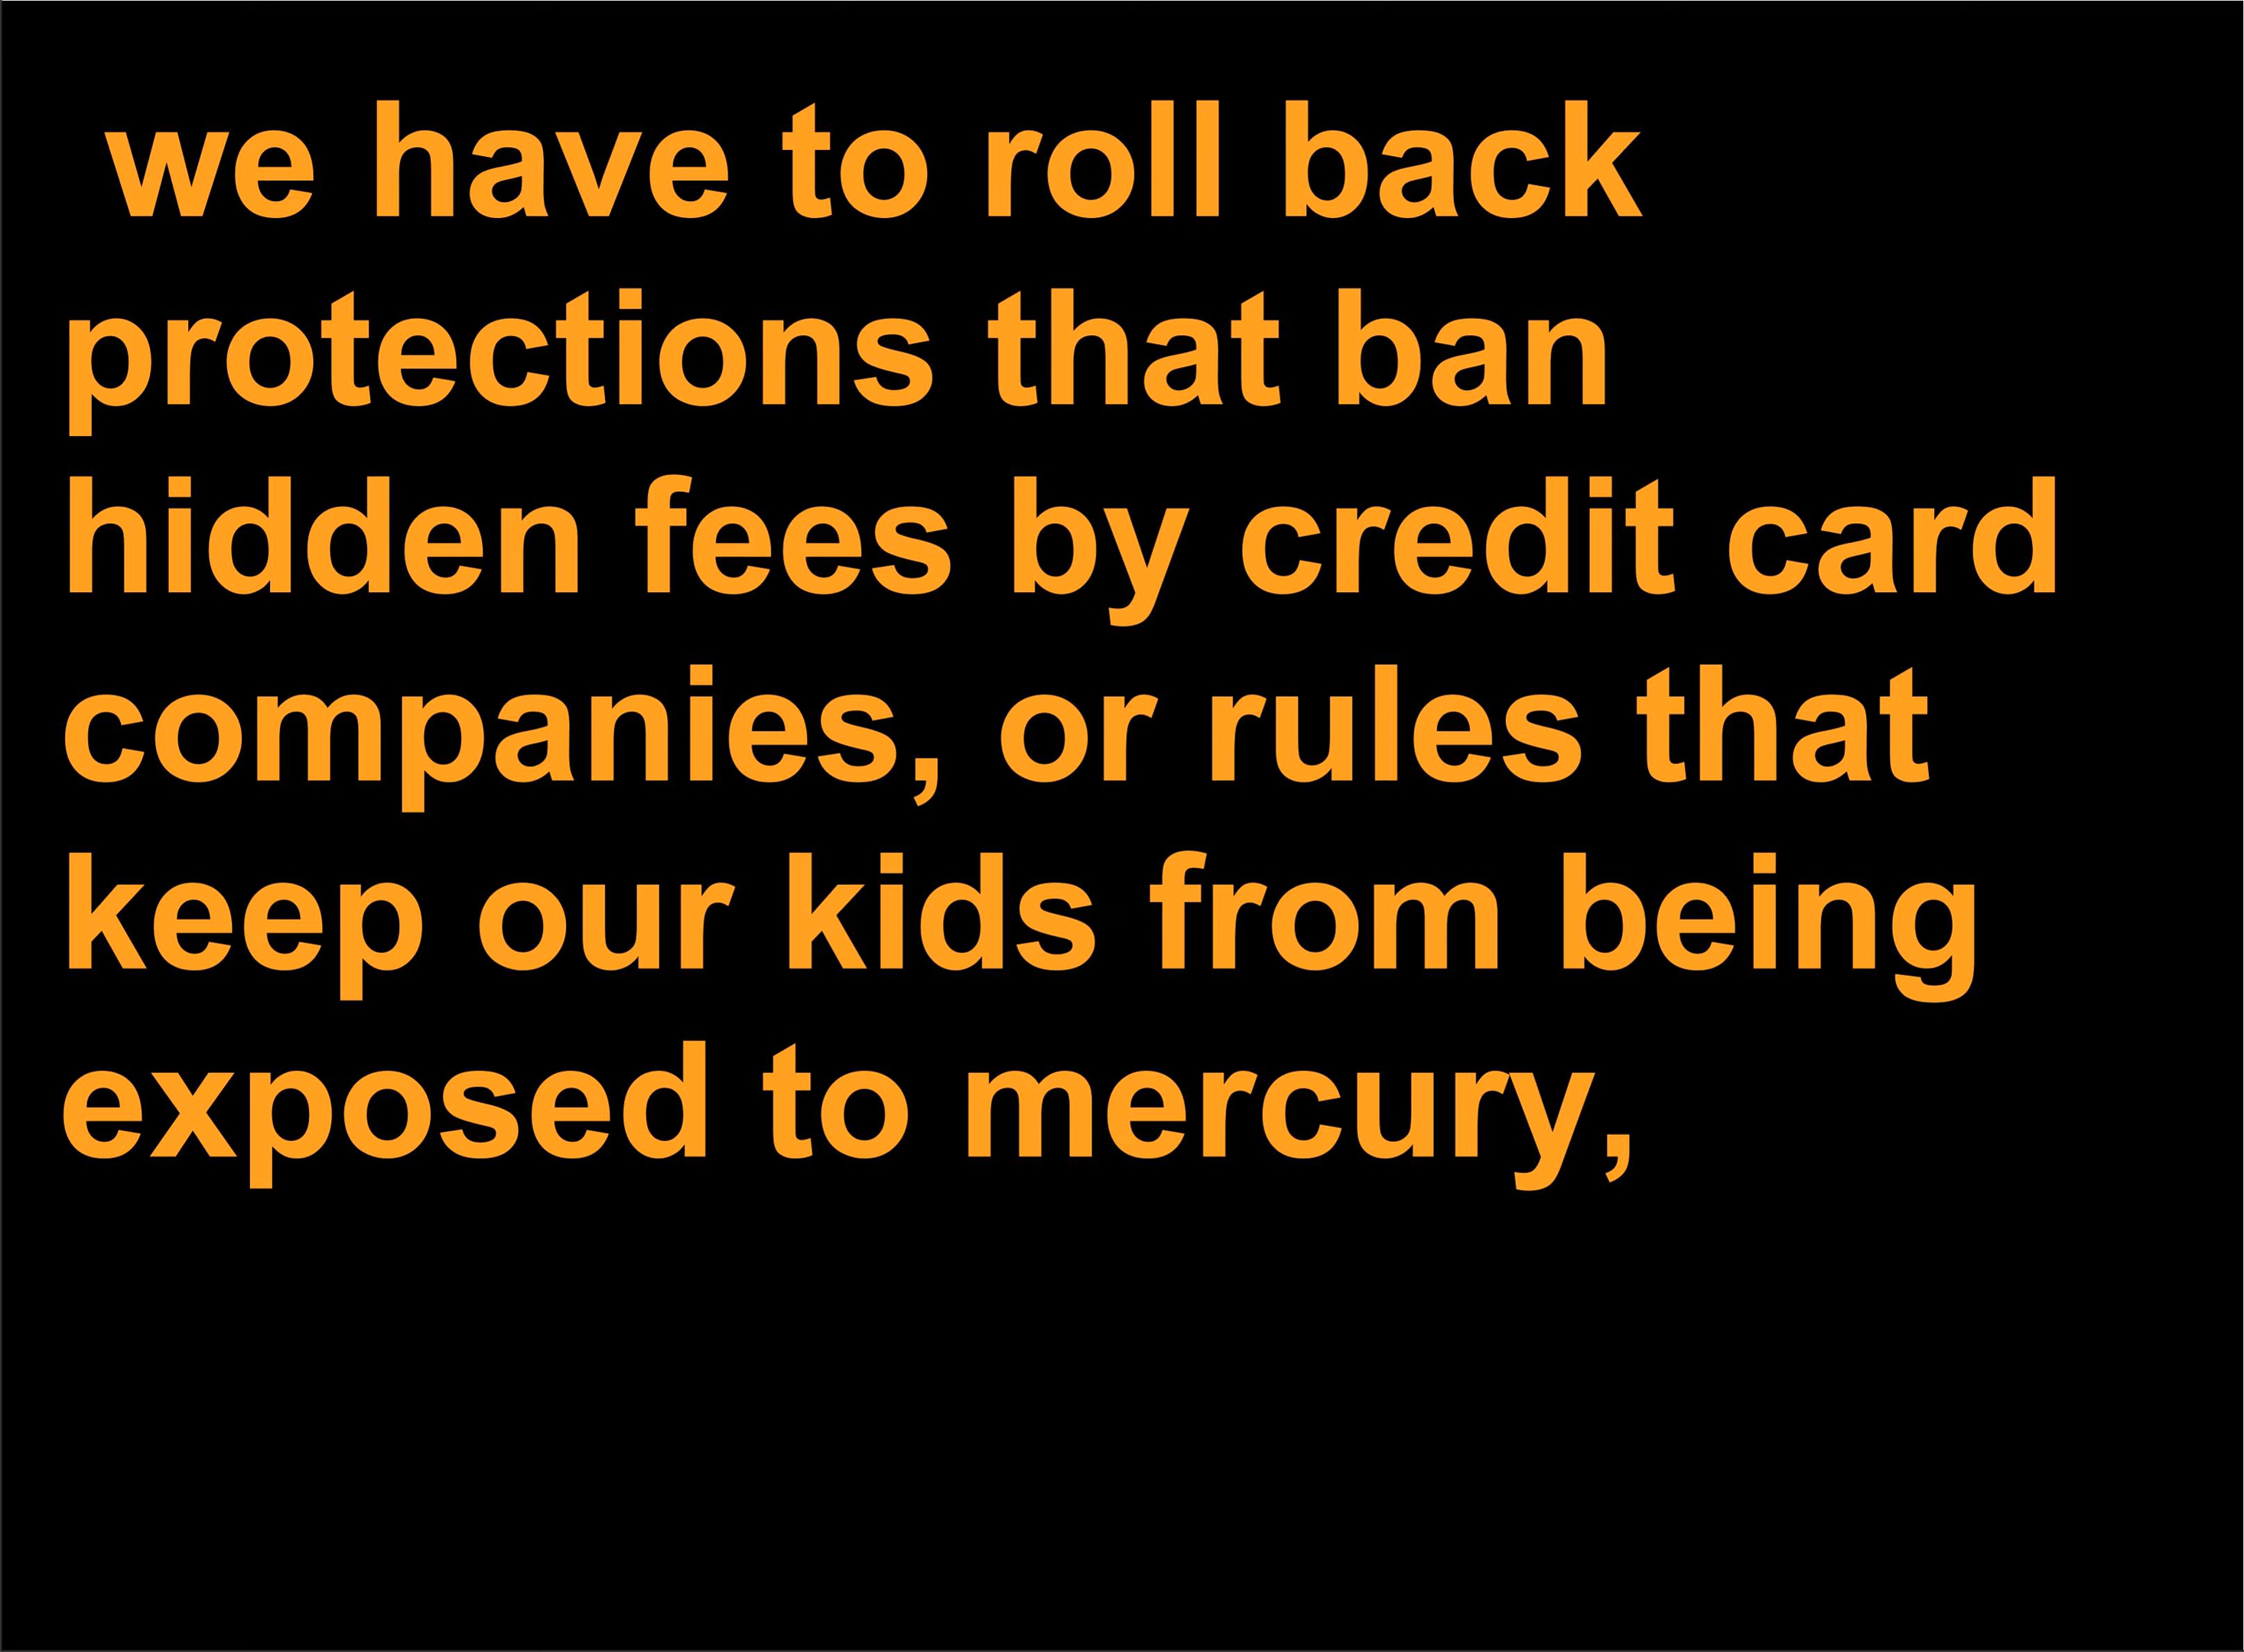 we have to roll back
protections that ban
hidden fees by credit card
companies, or rules that
keep our kids from being
exposed to mercury,